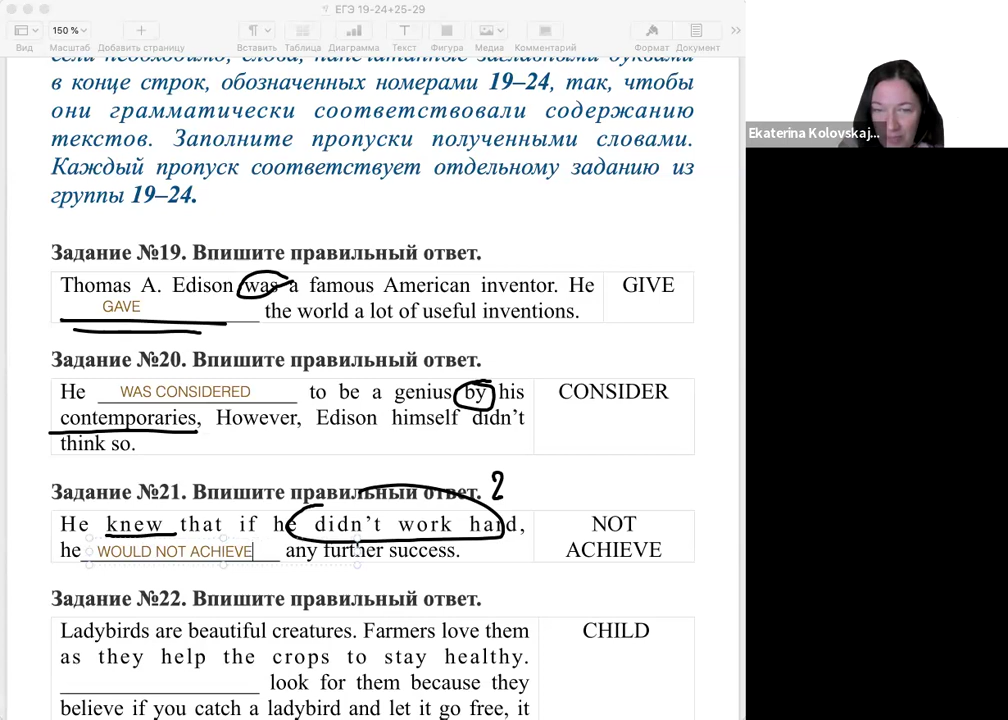 ЕГЭ 19-24+25-29
150 %
Вид
Масштаб
Добавить страницу
Вставить
Таблица
Диаграмма
Текст
Фигура
Медиа
Комментарий
Формат
Документ
если необходимо, слова, напечатанные заглавными буквами
в конце строк, обозначенных номерами 19–24, так, чтобы
они грамматически соответствовали содержанию
текстов. Заполните пропуски полученными словами.
Каждый пропуск соответствует отдельному заданию из
группы 19–24.
Ekaterina Kolovskaj...
Задание №19. Впишите правильный ответ.
Thomas A. Edison was a famous American inventor. He GIVE
GAVE the world a lot of useful inventions.
Задание №20. Впишите правильный ответ.
He WAS CONSIDERED to be a genius by his CONSIDER
contemporaries, However, Edison himself didn’t
think so.
Задание №21. Впишите правильный ответ. 2
He knew that if he didn’t work hard, NOT
he WOULD NOT ACHIEVE any further success. ACHIEVE
Задание №22. Впишите правильный ответ.
Ladybirds are beautiful creatures. Farmers love them CHILD
as they help the crops to stay healthy.
look for them because they
believe if you catch a ladybird and let it go free, it